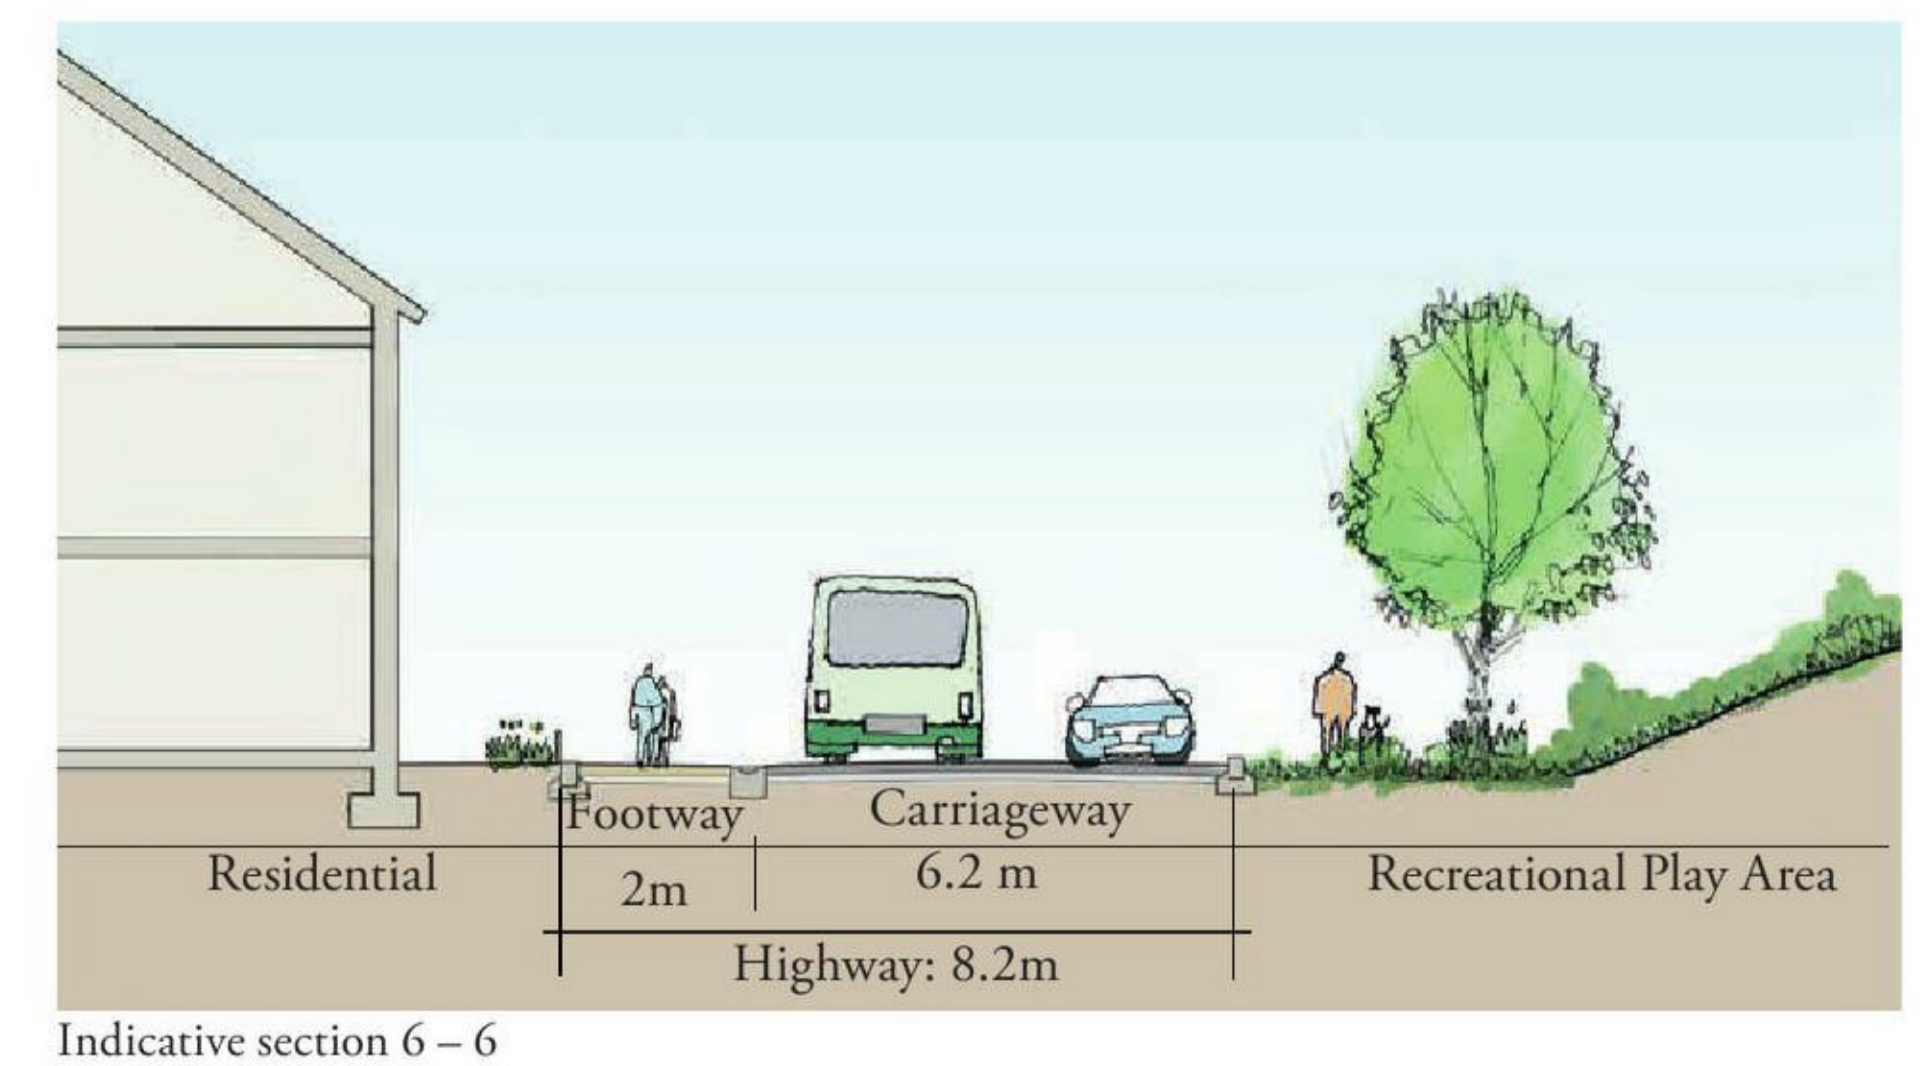 Footway
Carriageway
Residential
2m
6.2 m
Recreational Play Area
Highway: 8.2m
Indicative section 6 – 6